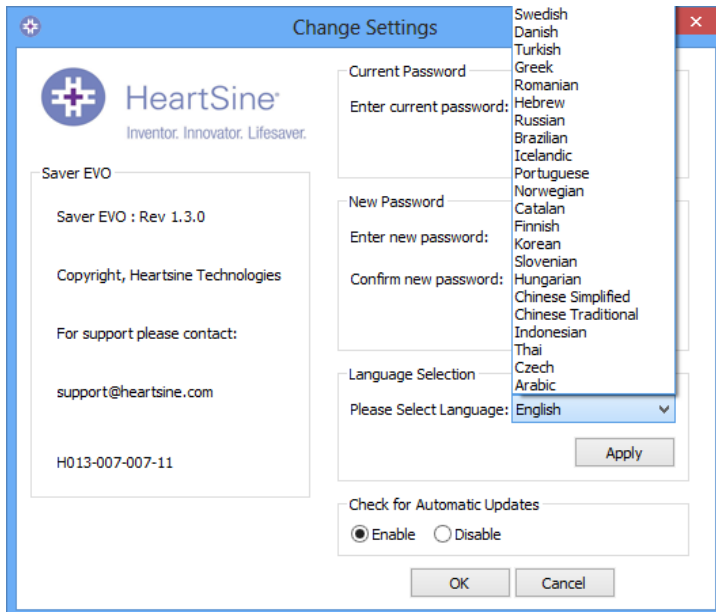 Change Settings
HeartSine
Inventor. Innovator. Lifesaver.
Saver EVO
Saver EVO : Rev 1.3.0
Copyright, Heartsine Technologies
For support please contact:
support@heartsine.com
H013-007-007-11
Current Password
Enter current password:
New Password
Enter new password:
Confirm new password:
Language Selection
Please Select Language:
Swedish
Danish
Turkish
Greek
Romanian
Hebrew
Russian
Brazilian
Icelandic
Portuguese
Norwegian
Catalan
Finnish
Korean
Slovenian
Hungarian
Chinese Simplified
Chinese Traditional
Indonesian
Thai
Czech
Arabic
English
Apply
Check for Automatic Updates
Enable
Disable
OK
Cancel